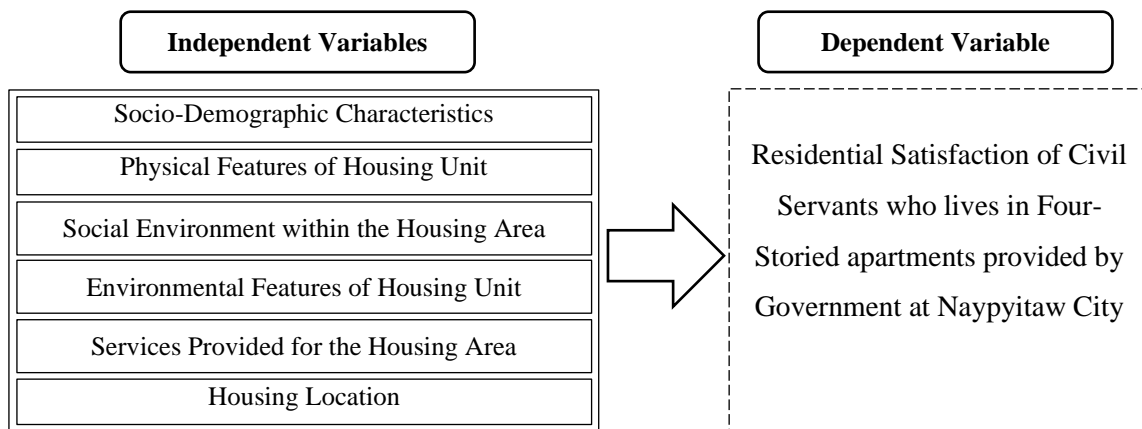 Independent Variables
Dependent Variable
Socio-Demographic Characteristics
Physical Features of Housing Unit
Social Environment within the Housing Area
Environmental Features of Housing Unit
Services Provided for the Housing Area
Housing Location
Residential Satisfaction of Civil
Servants who lives in Four-
Storied apartments provided by
Government at Naypyitaw City